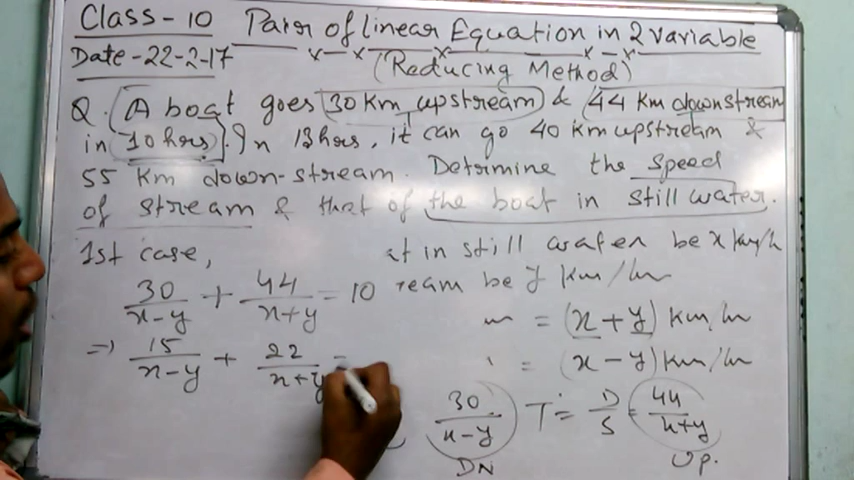 Class - 10 Pair of linear Equation in 2 variable
Date - 22-2-17
(Reducing Method)
Q. A boat goes 30 Km upstream & 44 Km downstream
in 10 hrs. In 13 hrs, it can go 40 km upstream &
55 Km down-stream. Determine the speed
of stream & that of the boat in still water.
1st case,
at in still water be x km/h
ream be y km/hr
30/x-y + 44/x+y = 10
= (x + y) km/hr
=> 15/x-y + 22/x+y =
= (x - y) km/hr
30/x-y T = D/S = 44/x+y
DN Up.